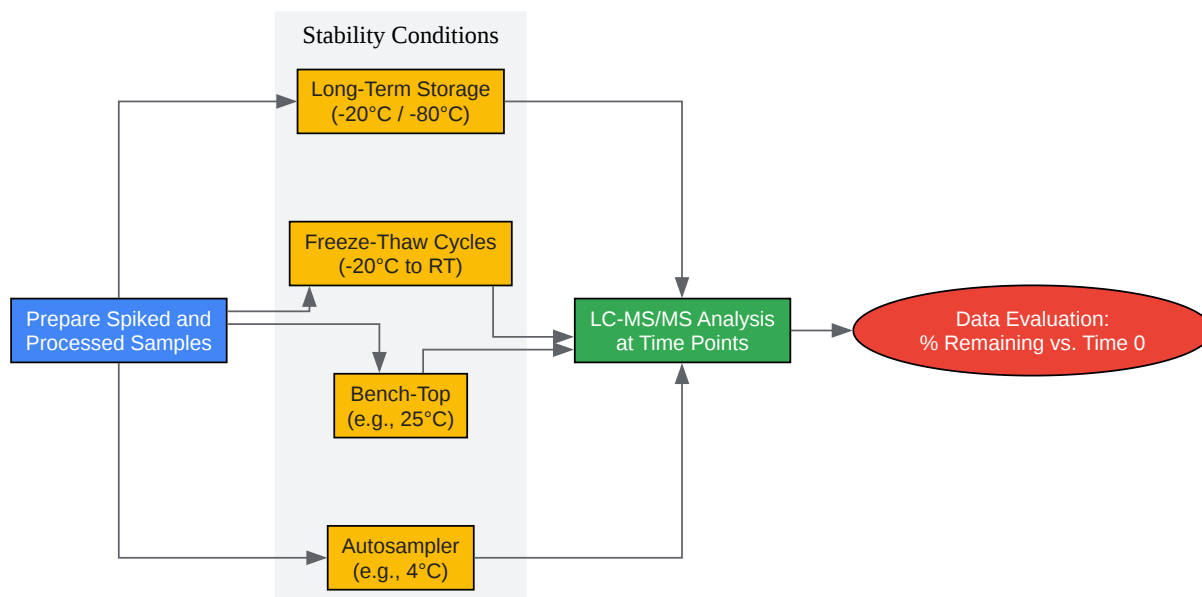 Stability Conditions
Long-Term Storage
(-20°C / -80°C)
Freeze-Thaw Cycles
(-20°C to RT)
Prepare Spiked and
Processed Samples
LC-MS/MS Analysis
at Time Points
Data Evaluation:
% Remaining vs. Time 0
Bench-Top
(e.g., 25°C)
Autosampler
(e.g., 4°C)